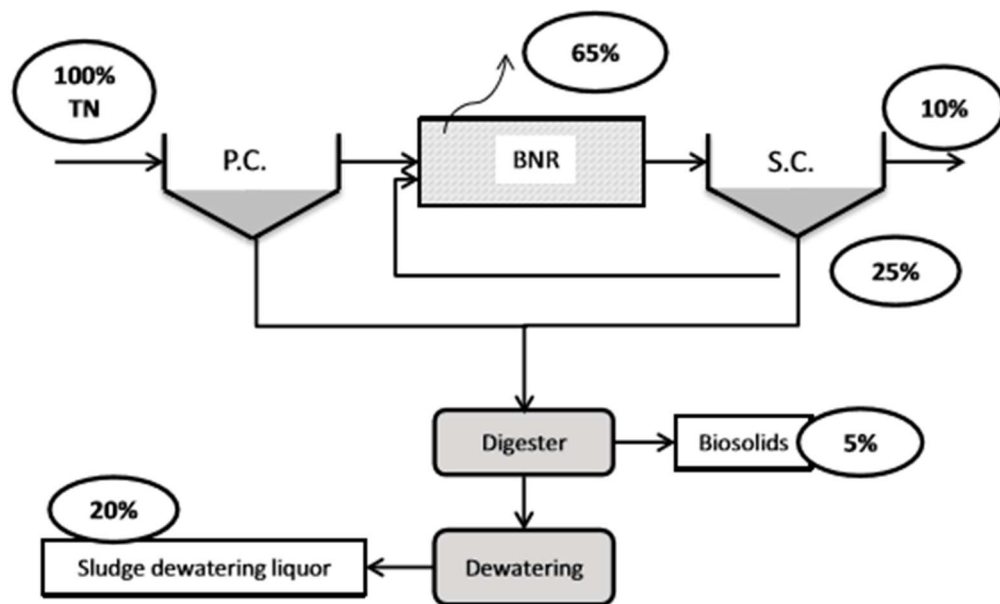 65%
100%
TN
10%
P.C.
BNR
S.C.
25%
Digester
Biosolids
5%
20%
Sludge dewatering liquor
Dewatering